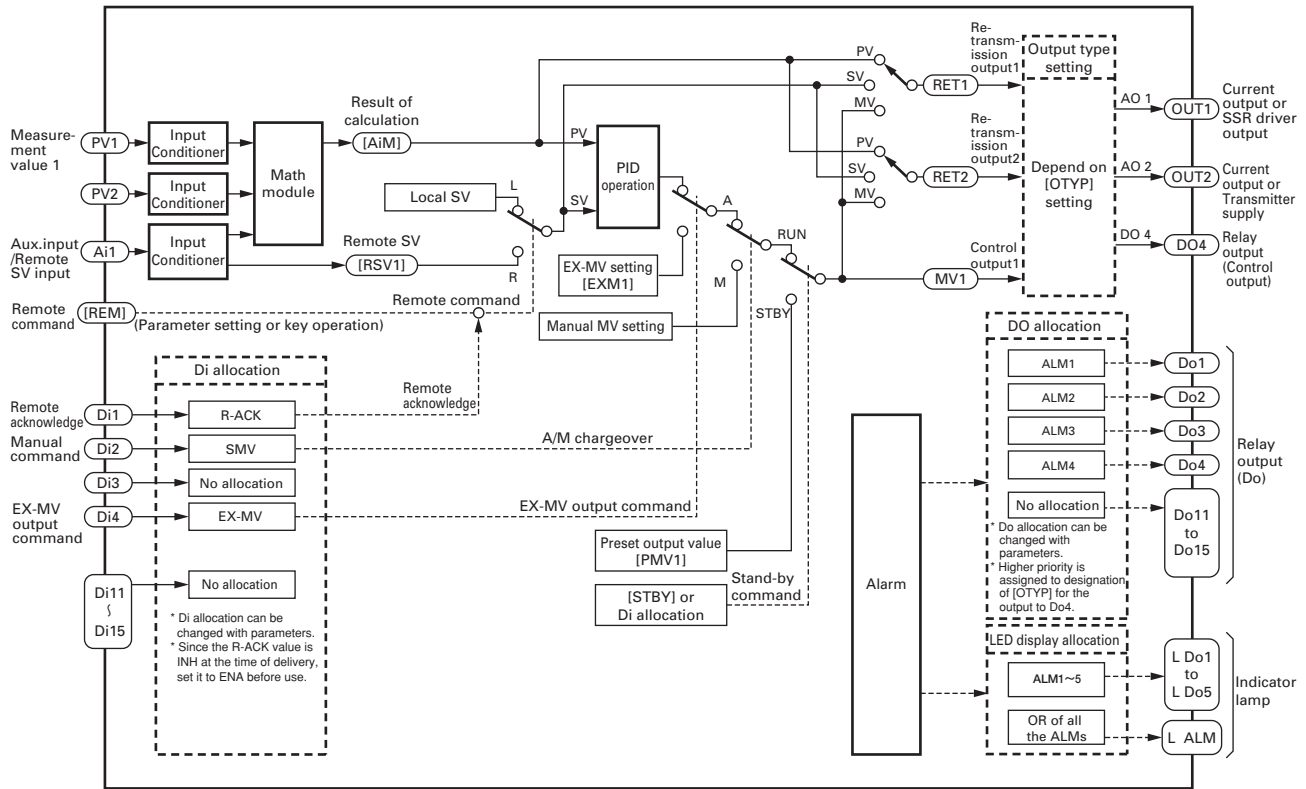 Measure-
ment
value 1
PV1
Input
Conditioner
PV2
Input
Conditioner
Aux.input
/Remote
SV input
Ai1
Input
Conditioner
Math
module
Result of
calculation
[AiM]
Local SV
L
Remote SV
[RSV1]
R
Remote
command
[REM]
(Parameter setting or key operation)
Remote command
PV
SV
PID
operation
EX-MV setting
[EXM1]
A
M
Manual MV setting
RUN
STBY
PV
SV
MV
Re-
transm-
ission
output1
RET1
PV
SV
MV
Re-
transm-
ission
output2
RET2
Control
output1
MV1
Output type
setting
Depend on
[OTYP]
setting
AO 1
OUT1
Current
output or
SSR driver
output
AO 2
OUT2
Current
output or
Transmitter
supply
DO 4
DO4
Relay
output
(Control
output)
Di allocation
Remote
acknowledge
Di1
R-ACK
Remote
acknowledge
Manual
command
Di2
SMV
A/M chargeover
Di3
No allocation
EX-MV
output
command
Di4
EX-MV
EX-MV output command
Di11
∫
Di15
No allocation
* Di allocation can be
changed with parameters.
* Since the R-ACK value is
INH at the time of delivery,
set it to ENA before use.
Preset output value
[PMV1]
[STBY] or
Di allocation
Stand-by
command
Alarm
DO allocation
ALM1
Do1
ALM2
Do2
ALM3
Do3
ALM4
Do4
No allocation
Do11
to
Do15
Relay
output
(Do)
* Do allocation can be
changed with
parameters.
* Higher priority is
assigned to designation
of [OTYP] for the
output to Do4.
LED display allocation
ALM1~5
L Do1
to
L Do5
OR of all
the ALMs
L ALM
Indicator
lamp